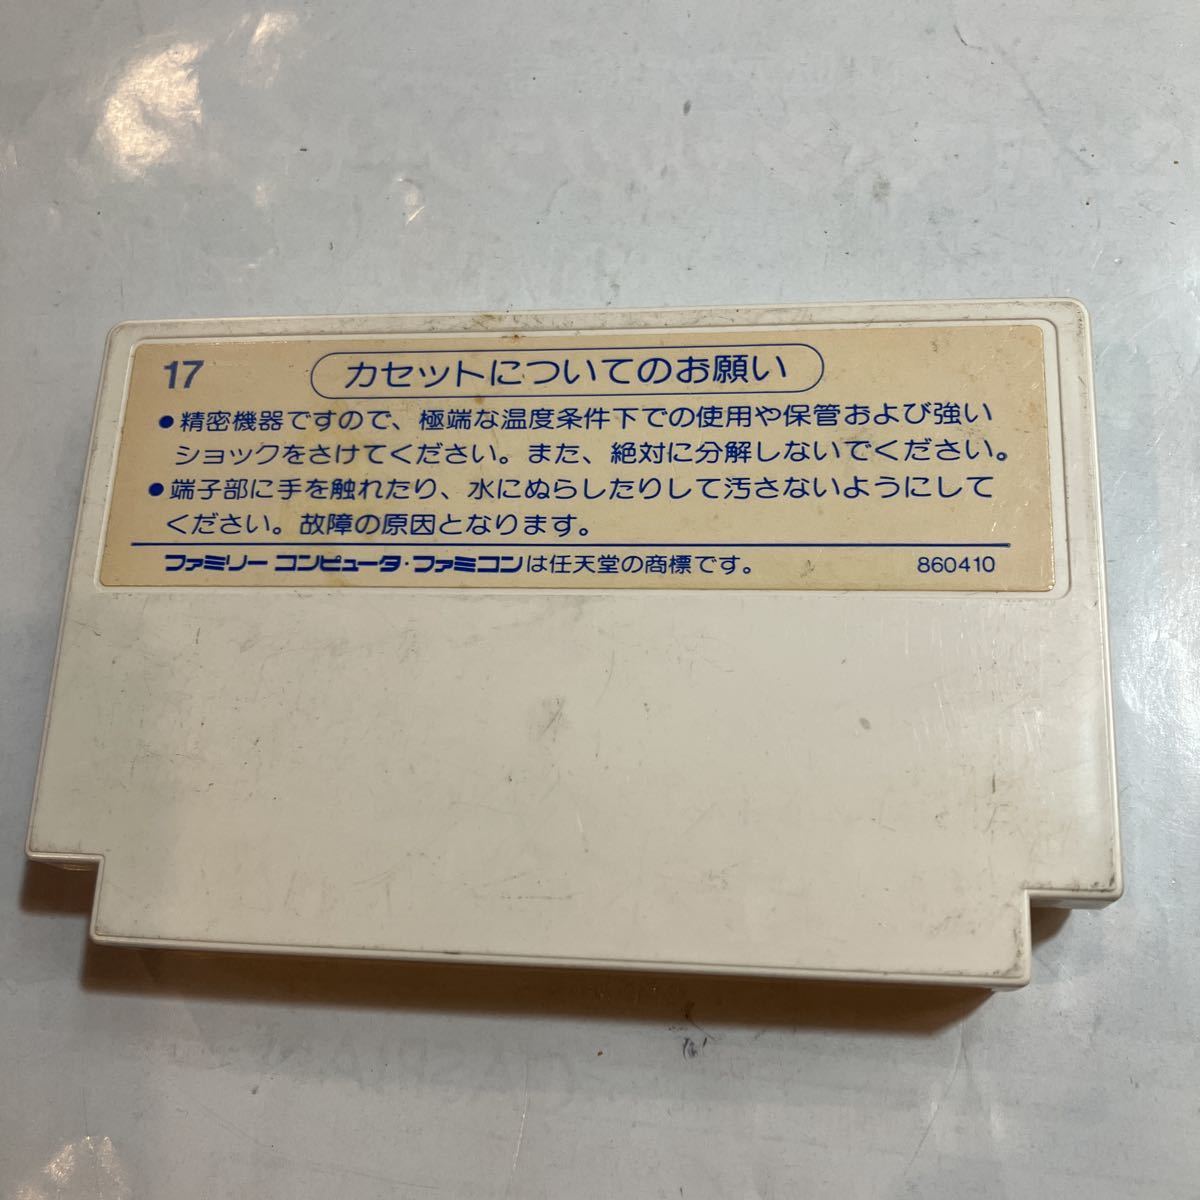 17
カセットについてのお願い
●精密機器ですので、極端な温度条件下での使用や保管および強い
ショックをさけてください。また、絶対に分解しないでください。
●端子部に手を触れたり、水にぬらしたりして汚さないようにして
ください。故障の原因となります。
ファミリーコンピュータ・ファミコンは任天堂の商標です。 860410